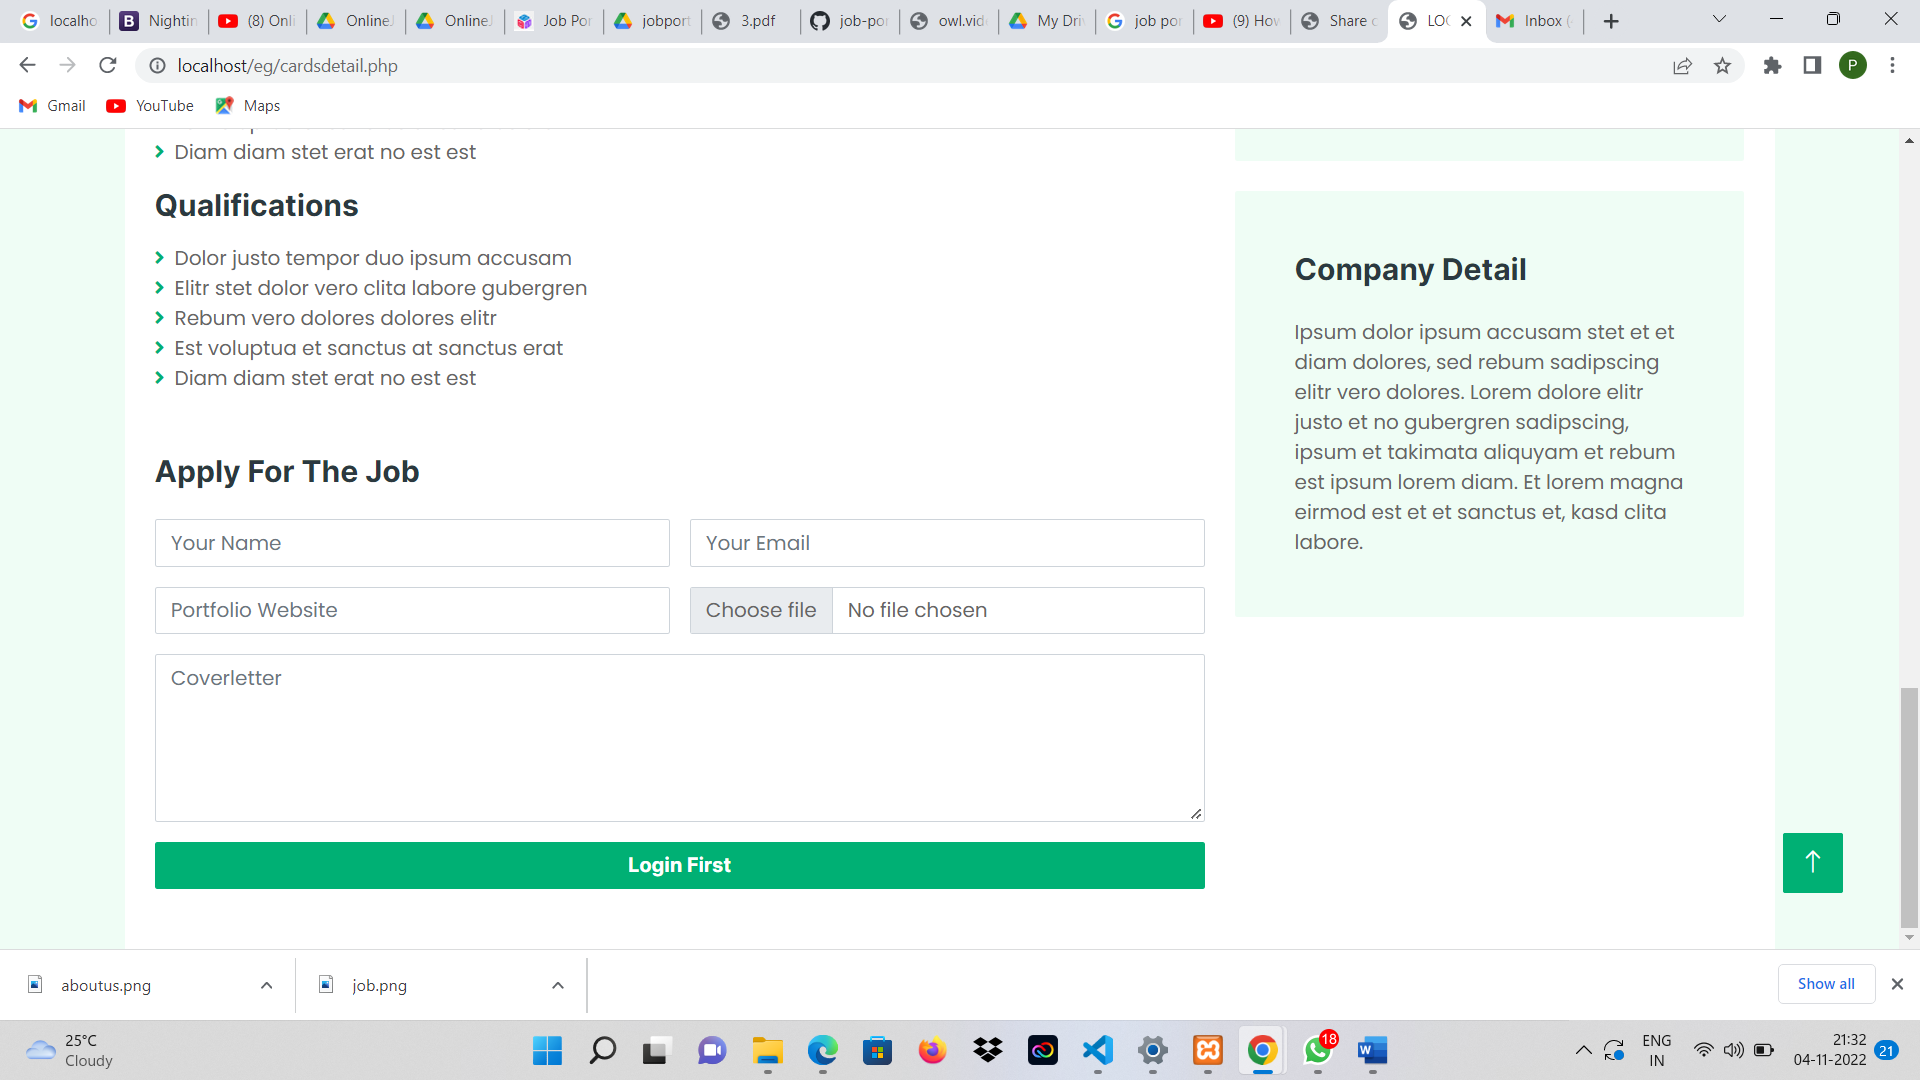 localho
Nightin
(8) Onli
OnlineJ
OnlineJ
Job Por
jobport
3.pdf
job-por
owl.vide
My Driv
job por
(9) How
Share c
LOG
Inbox (
localhost/eg/cardsdetail.php
P
Gmail
YouTube
Maps
Diam diam stet erat no est est
Qualifications
Dolor justo tempor duo ipsum accusam
Elitr stet dolor vero clita labore gubergren
Rebum vero dolores dolores elitr
Est voluptua et sanctus at sanctus erat
Diam diam stet erat no est est
Apply For The Job
Your Name
Your Email
Portfolio Website
Choose file
No file chosen
Coverletter
Login First
Company Detail
Ipsum dolor ipsum accusam stet et et
diam dolores, sed rebum sadipscing
elitr vero dolores. Lorem dolore elitr
justo et no gubergren sadipscing,
ipsum et takimata aliquyam et rebum
est ipsum lorem diam. Et lorem magna
eirmod est et et sanctus et, kasd clita
labore.
aboutus.png
job.png
Show all
25°C
Cloudy
18
ENG
IN
21:32
04-11-2022
21